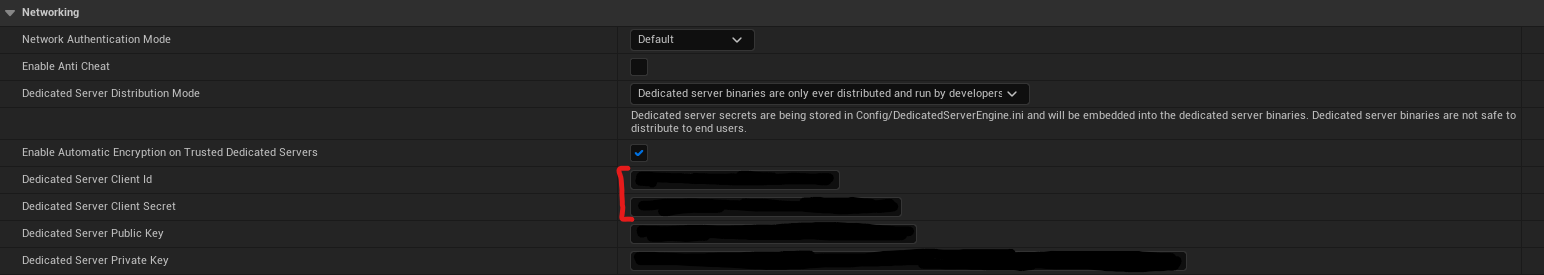 Networking
Network Authentication Mode
Default
Enable Anti Cheat
Dedicated Server Distribution Mode
Dedicated server binaries are only ever distributed and run by developers
Dedicated server secrets are being stored in Config/DedicatedServerEngine.ini and will be embedded into the dedicated server binaries. Dedicated server binaries are not safe to
distribute to end users.
Enable Automatic Encryption on Trusted Dedicated Servers
Dedicated Server Client Id
Dedicated Server Client Secret
Dedicated Server Public Key
Dedicated Server Private Key